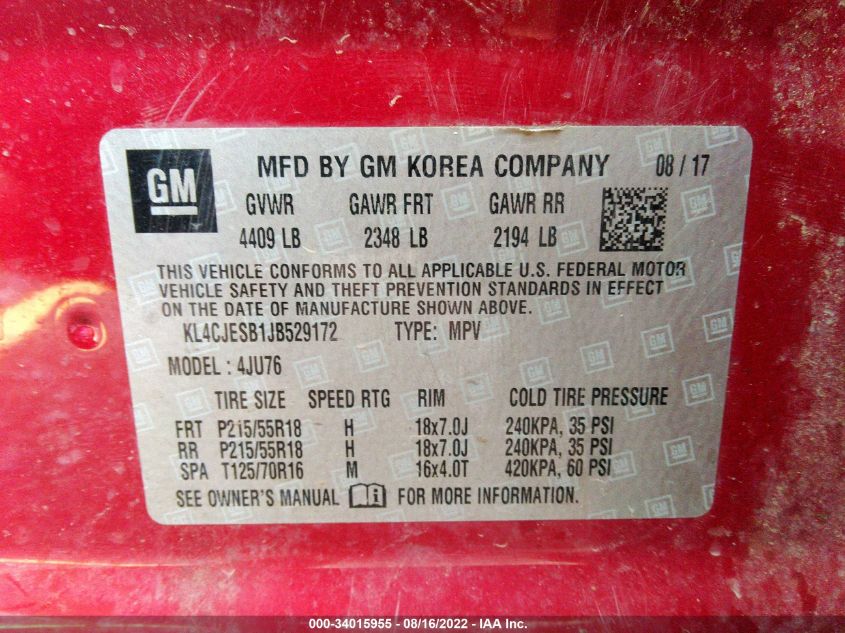 GM MFD BY GM KOREA COMPANY 08 / 17
GVWR GAWR FRT GAWR RR
4409 LB 2348 LB 2194 LB
THIS VEHICLE CONFORMS TO ALL APPLICABLE U.S. FEDERAL MOTOR
VEHICLE SAFETY AND THEFT PREVENTION STANDARDS IN EFFECT
ON THE DATE OF MANUFACTURE SHOWN ABOVE.
KL4CJESB1JB529172 TYPE: MPV
MODEL : 4JU76
TIRE SIZE SPEED RTG RIM COLD TIRE PRESSURE
FRT P215/55R18 H 18x7.0J 240KPA, 35 PSI
RR P215/55R18 H 18x7.0J 240KPA, 35 PSI
SPA T125/70R16 M 16x4.0T 420KPA, 60 PSI
SEE OWNER'S MANUAL FOR MORE INFORMATION.
000-34015955 - 08/16/2022 - © IAA Inc.